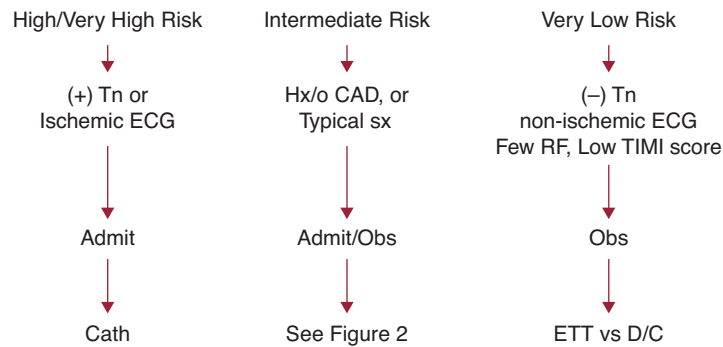 High/Very High Risk
(+) Tn or
Ischemic ECG
Admit
Cath
Intermediate Risk
Hx/o CAD, or
Typical sx
Admit/Obs
See Figure 2
Very Low Risk
(–) Tn
non-ischemic ECG
Few RF, Low TIMI score
Obs
ETT vs D/C